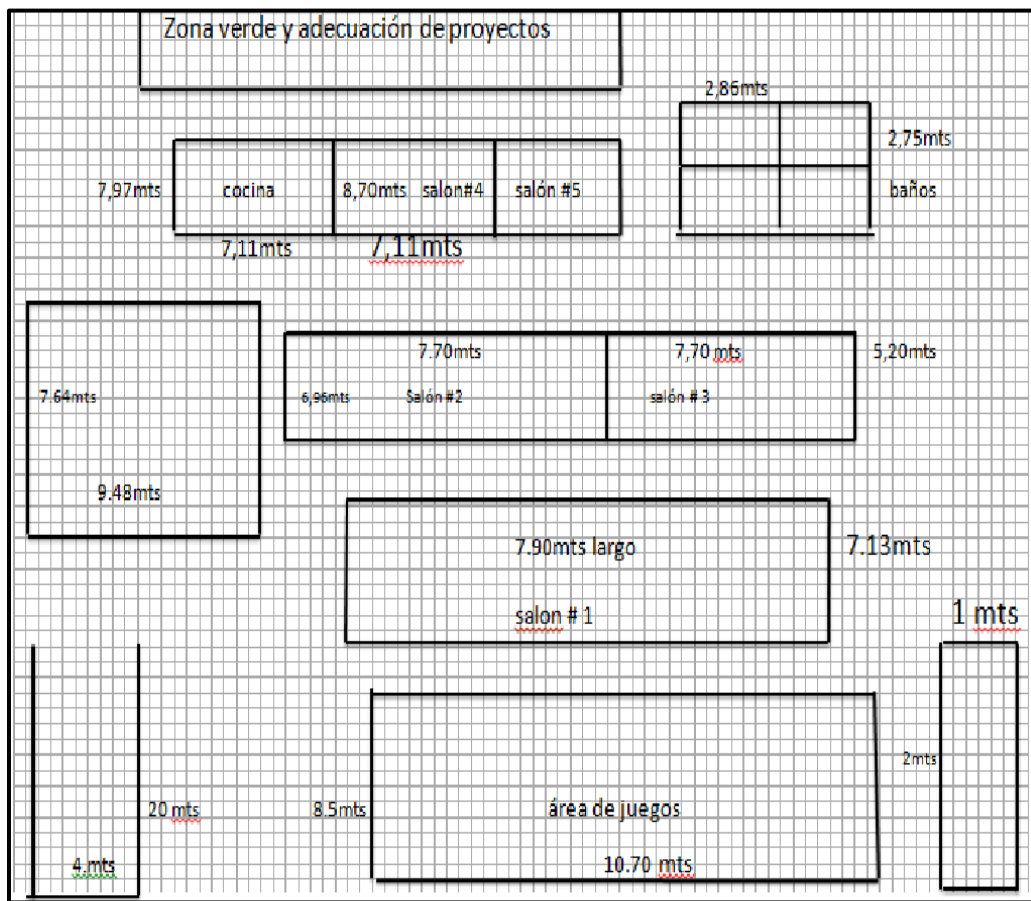 Zona verde y adecuación de proyectos
2,86mts
2,75mts
7,97mts cocina 8,70mts salon#4 salón #5 baños
7,11mts 7,11mts
7.70mts 7,70 mts 5,20mts
7.64mts 6,96mts Salón #2 salón # 3
9.48mts
7.90mts largo 7.13mts
salon # 1 1 mts
2mts
20 mts 8.5mts área de juegos
4.mts 10.70 mts